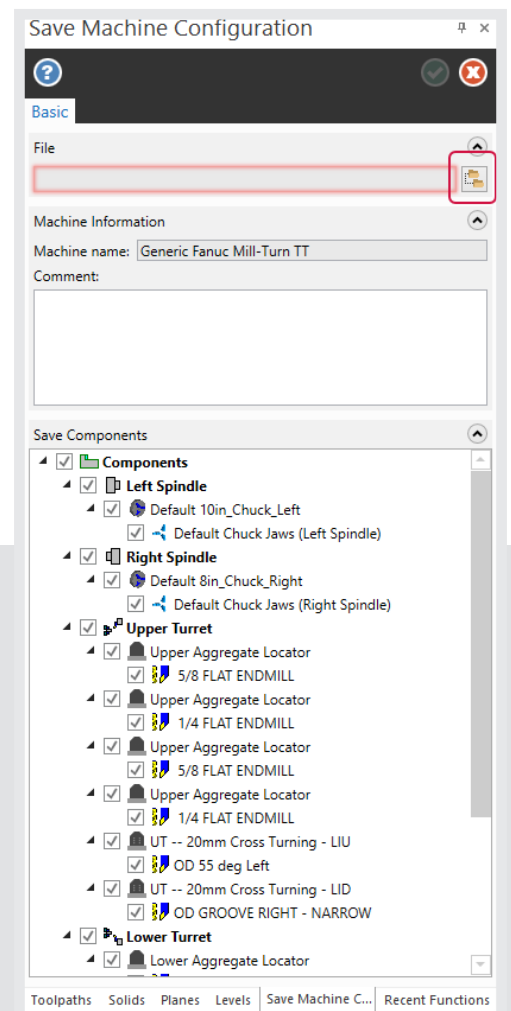 Save Machine Configuration
Basic
File
Machine Information
Machine name: Generic Fanuc Mill-Turn TT
Comment:
Save Components
Components
Left Spindle
Default 10in_Chuck_Left
Default Chuck Jaws (Left Spindle)
Right Spindle
Default 8in_Chuck_Right
Default Chuck Jaws (Right Spindle)
Upper Turret
Upper Aggregate Locator
5/8 FLAT ENDMILL
Upper Aggregate Locator
1/4 FLAT ENDMILL
Upper Aggregate Locator
5/8 FLAT ENDMILL
Upper Aggregate Locator
1/4 FLAT ENDMILL
UT -- 20mm Cross Turning - LIU
OD 55 deg Left
UT -- 20mm Cross Turning - LID
OD GROOVE RIGHT - NARROW
Lower Turret
Lower Aggregate Locator
Toolpaths Solids Planes Levels Save Machine C... Recent Functions